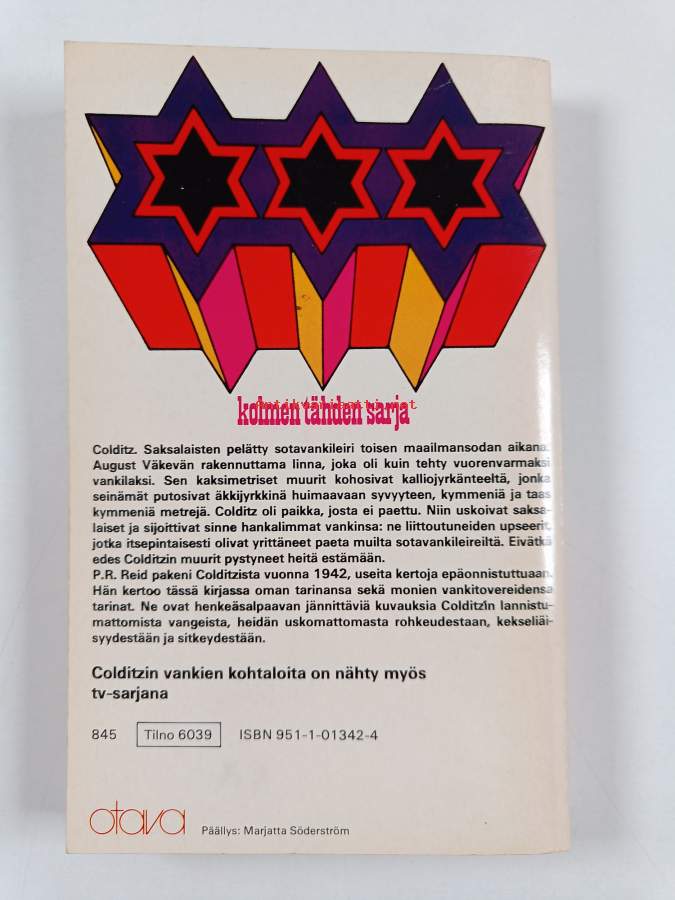 kolmen tähden sarja
Colditz. Saksalaisten pelätty sotavankileiri toisen maailmansodan aikana.
August Väkevän rakennuttama linna, joka oli kuin tehty vuorenvarmaksi
vankilaksi. Sen kaksimetriset muurit kohosivat kalliojyrkänteeltä, jonka
seinämät putosivat äkkijyrkkinä huimaavaan syvyyteen, kymmeniä ja taas
kymmeniä metrejä. Colditz oli paikka, josta ei paettu. Niin uskoivat saksa-
laiset ja sijoittivat sinne hankalimmat vankinsa: ne liittoutuneiden upseerit,
jotka itsepintaisesti olivat yrittäneet paeta muilta sotavankileireiltä. Eivätkä
edes Colditzin muurit pystyneet heitä estämään.
P.R. Reid pakeni Colditzista vuonna 1942, useita kertoja epäonnistuttuaan.
Hän kertoo tässä kirjassa oman tarinansa sekä monien vankitovereidensa
tarinat. Ne ovat henkeäsalpaavan jännittäviä kuvauksia Colditzin lannistu-
mattomista vangeista, heidän uskomattomasta rohkeudestaan, kekseliäi-
syydestään ja sitkeydestään.
Colditzin vankien kohtaloita on nähty myös
tv-sarjana
845 Tilno 6039 ISBN 951-1-01342-4
otava Päällys: Marjatta Söderström